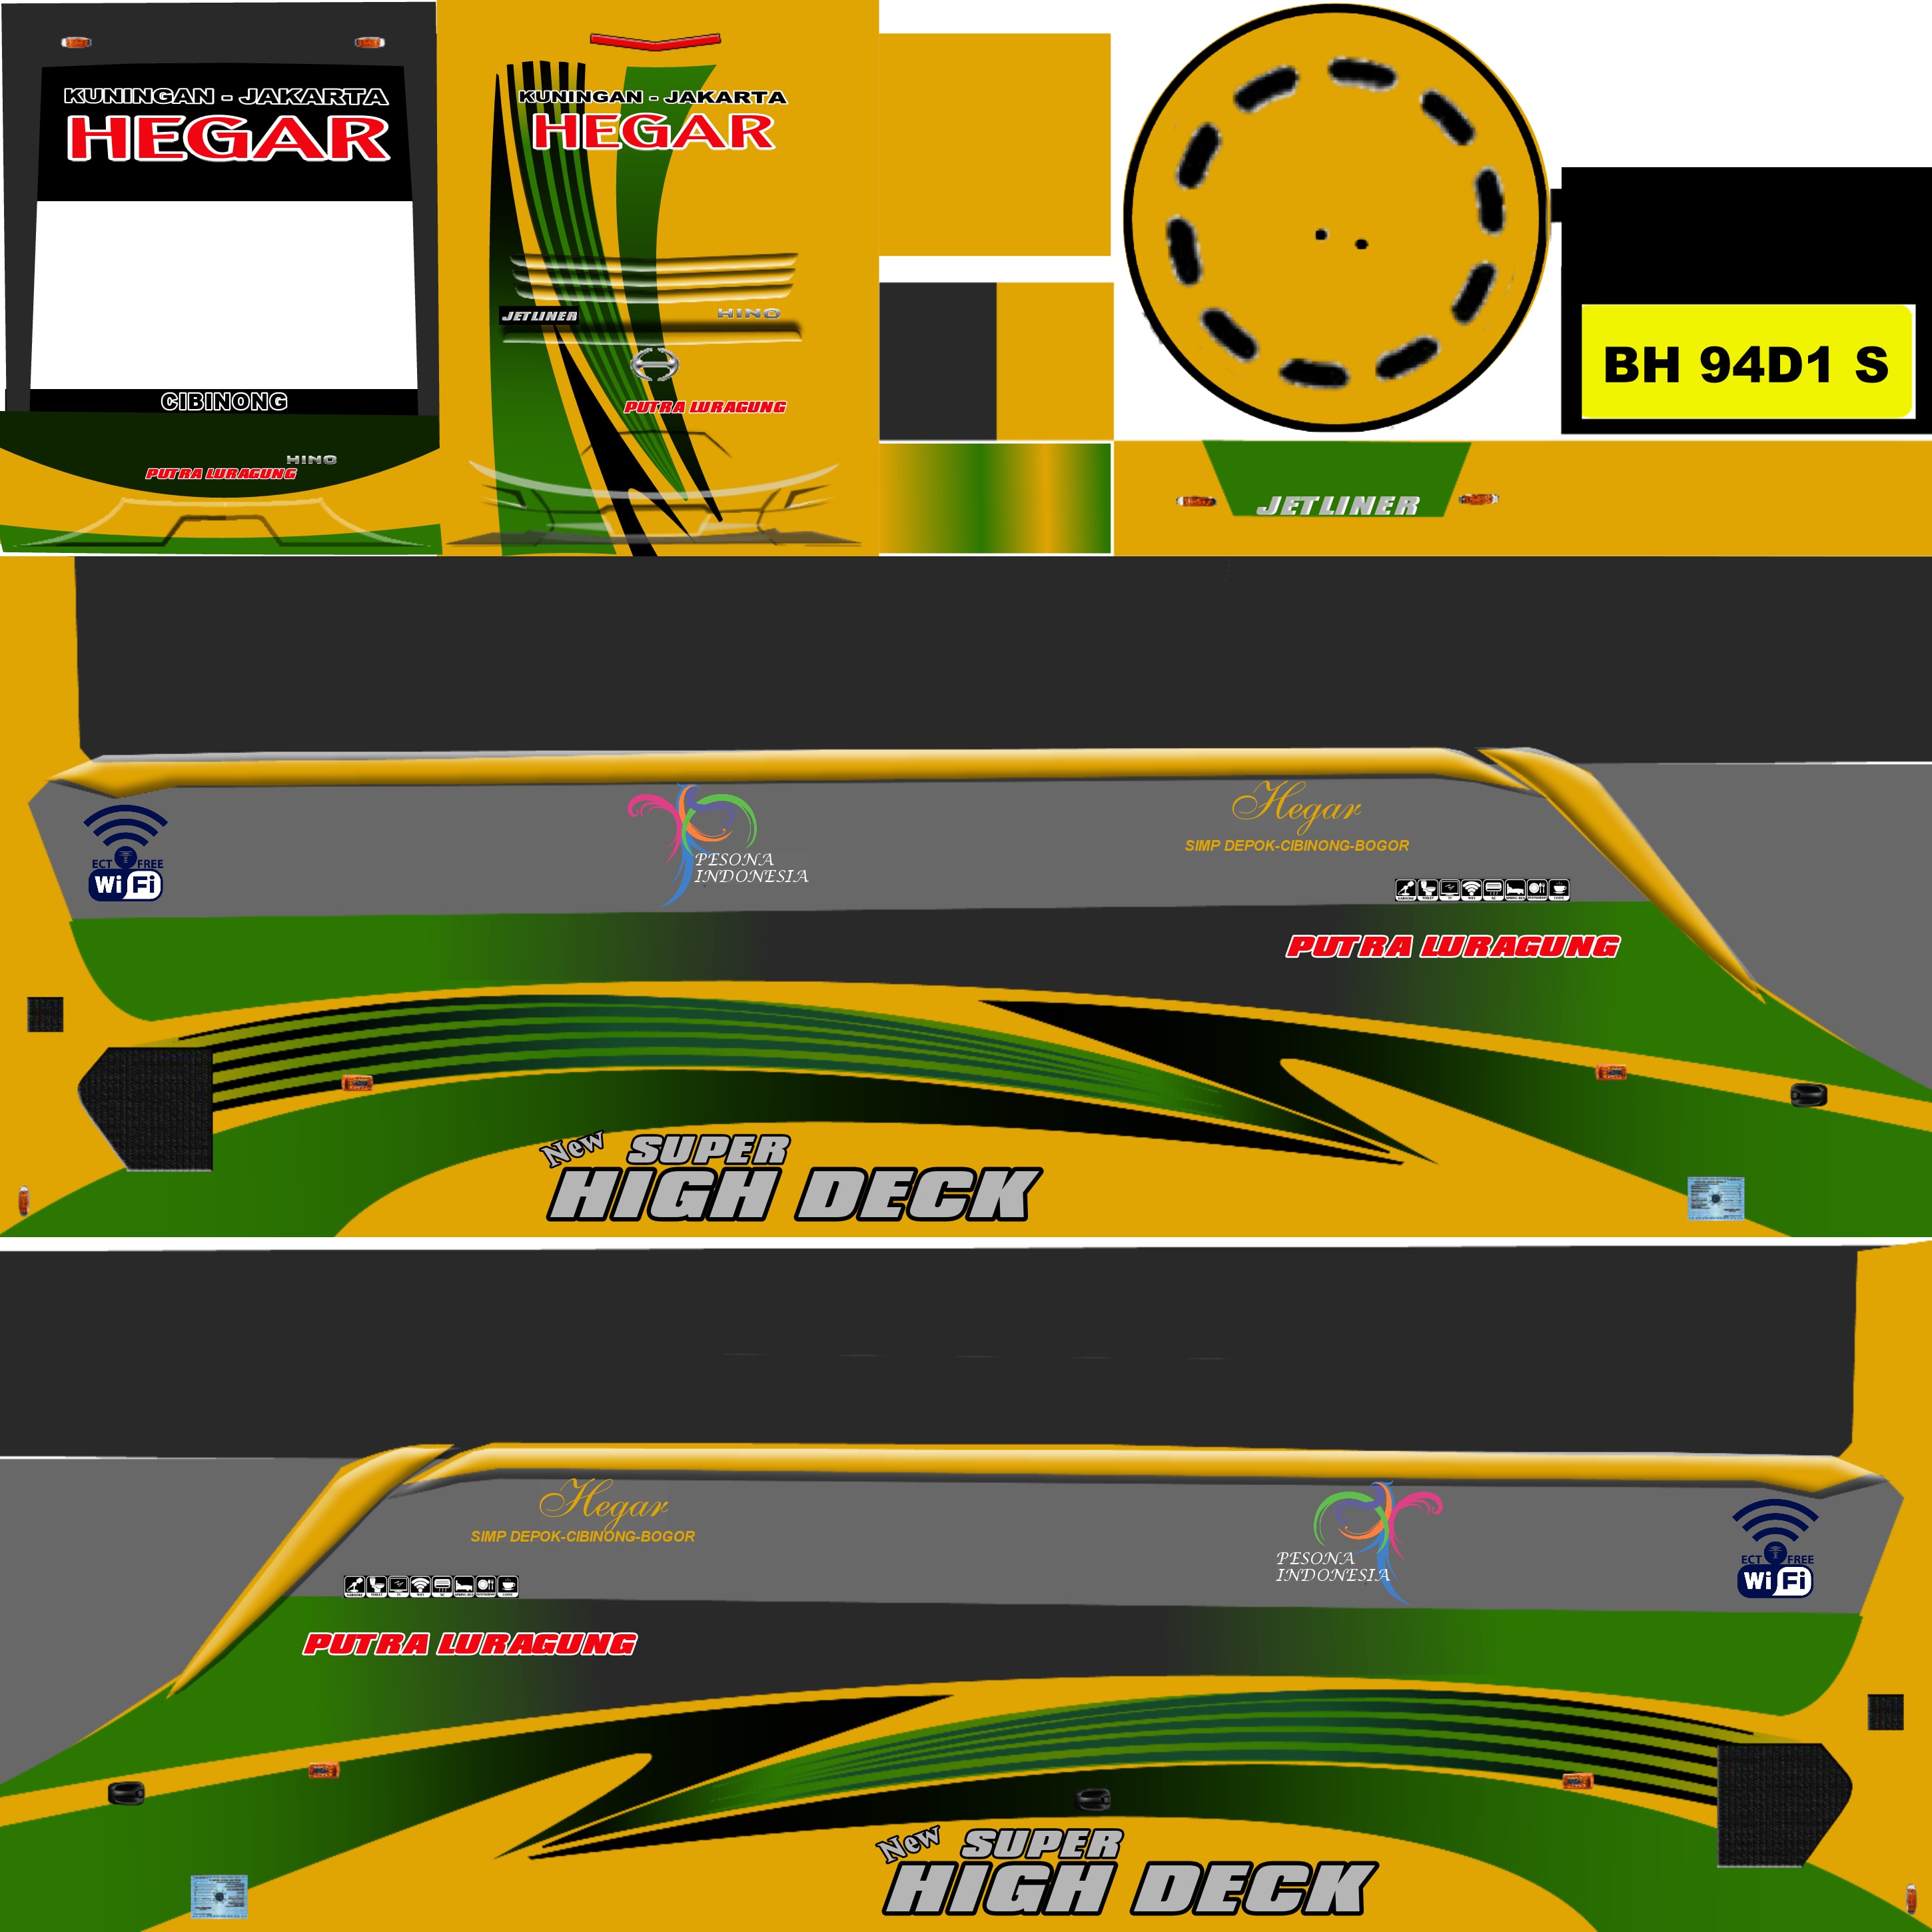 KUNINGAN - JAKARTA
HEGAR
CIBINONG
HINO
PUTRA LURAGUNG
KUNINGAN - JAKARTA
HEGAR
JETLINER
HINO
PUTRA LURAGUNG
BH 94D1 S
JETLINER
ECT FREE
Wi Fi
PESONA
INDONESIA
Hegar
SIMP DEPOK-CIBINONG-BOGOR
PUTRA LURAGUNG
New SUPER
HIGH DECK
Hegar
SIMP DEPOK-CIBINONG-BOGOR
PESONA
INDONESIA
ECT FREE
Wi Fi
PUTRA LURAGUNG
New SUPER
HIGH DECK